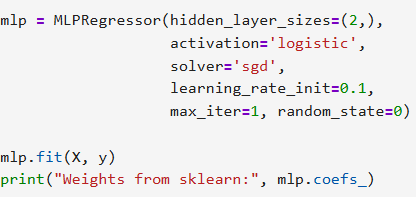 mlp = MLPRegressor(hidden_layer_sizes=(2,),
                   activation='logistic',
                   solver='sgd',
                   learning_rate_init=0.1,
                   max_iter=1, random_state=0)

mlp.fit(X, y)
print("Weights from sklearn:", mlp.coefs_)